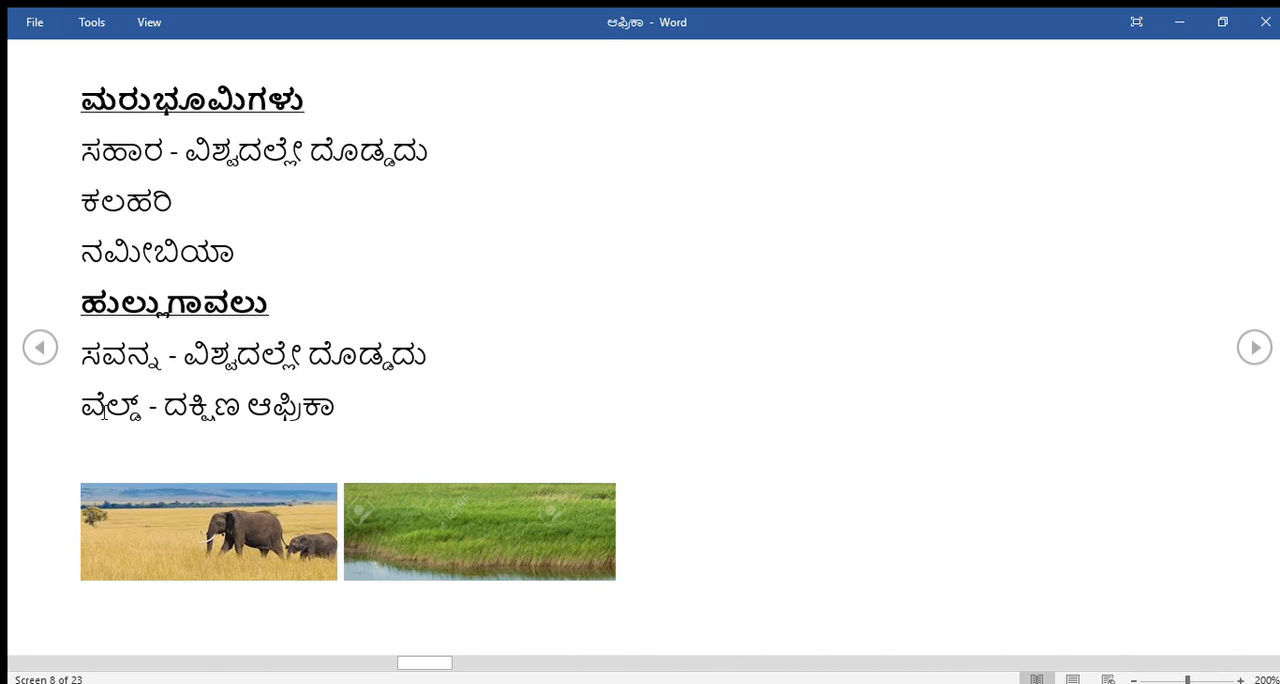 File Tools View ಆಫ್ರಿಕಾ - Word
ಮರುಭೂಮಿಗಳು
ಸಹಾರ - ವಿಶ್ವದಲ್ಲೇ ದೊಡ್ಡದು
ಕಲಹರಿ
ನಮೀಬಿಯಾ
ಹುಲ್ಲುಗಾವಲು
ಸವನ್ನ - ವಿಶ್ವದಲ್ಲೇ ದೊಡ್ಡದು
ವೆಲ್ಡ್ - ದಕ್ಷಿಣ ಆಫ್ರಿಕಾ
Screen 8 of 23 200%